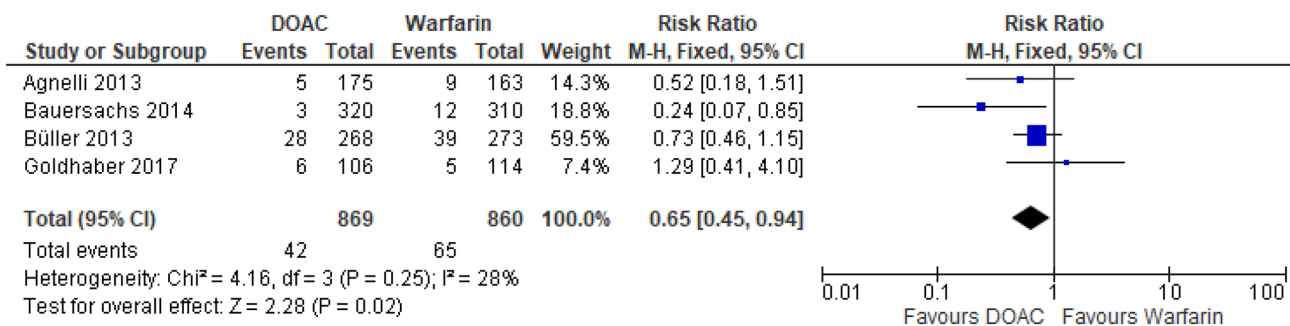 DOAC Warfarin Risk Ratio Risk Ratio
Study or Subgroup Events Total Events Total Weight M-H, Fixed, 95% CI M-H, Fixed, 95% CI
Agnelli 2013 5 175 9 163 14.3% 0.52 [0.18, 1.51]
Bauersachs 2014 3 320 12 310 18.8% 0.24 [0.07, 0.85]
Büller 2013 28 268 39 273 59.5% 0.73 [0.46, 1.15]
Goldhaber 2017 6 106 5 114 7.4% 1.29 [0.41, 4.10]
Total (95% CI) 869 860 100.0% 0.65 [0.45, 0.94]
Total events 42 65
Heterogeneity: Chi² = 4.16, df = 3 (P = 0.25); I² = 28%
Test for overall effect: Z = 2.28 (P = 0.02)
0.01 0.1 1 10 100
Favours DOAC Favours Warfarin